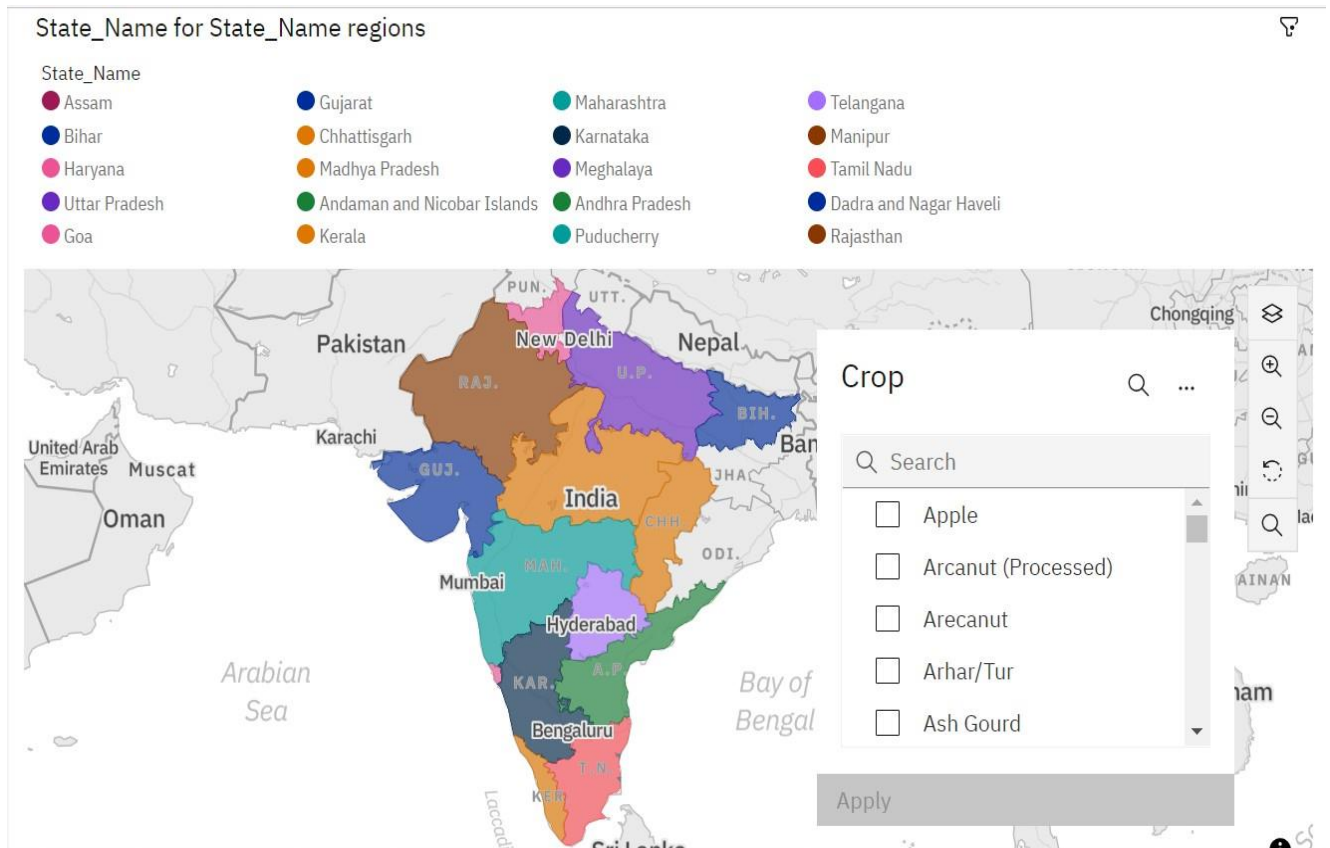 State_Name for State_Name regions
State_Name
Assam Gujarat Maharashtra Telangana
Bihar Chhattisgarh Karnataka Manipur
Haryana Madhya Pradesh Meghalaya Tamil Nadu
Uttar Pradesh Andaman and Nicobar Islands Andhra Pradesh Dadra and Nagar Haveli
Goa Kerala Puducherry Rajasthan
PUN.
UTT.
Chongqing
Pakistan
New Delhi
Nepal
RAJ.
U.P.
BIH.
Karachi
United Arab
Emirates
Muscat
GUJ.
JHA.
Oman
India
CHH.
ODI.
Mumbai
MAH.
Hyderabad
Arabian
Sea
KAR.
A.P.
Bay of
Bengal
Bengaluru
T.N.
KER.
Sri Lanka
AINAN
Crop
Search
Apple
Arcanut (Processed)
Arecanut
Arhar/Tur
Ash Gourd
Apply